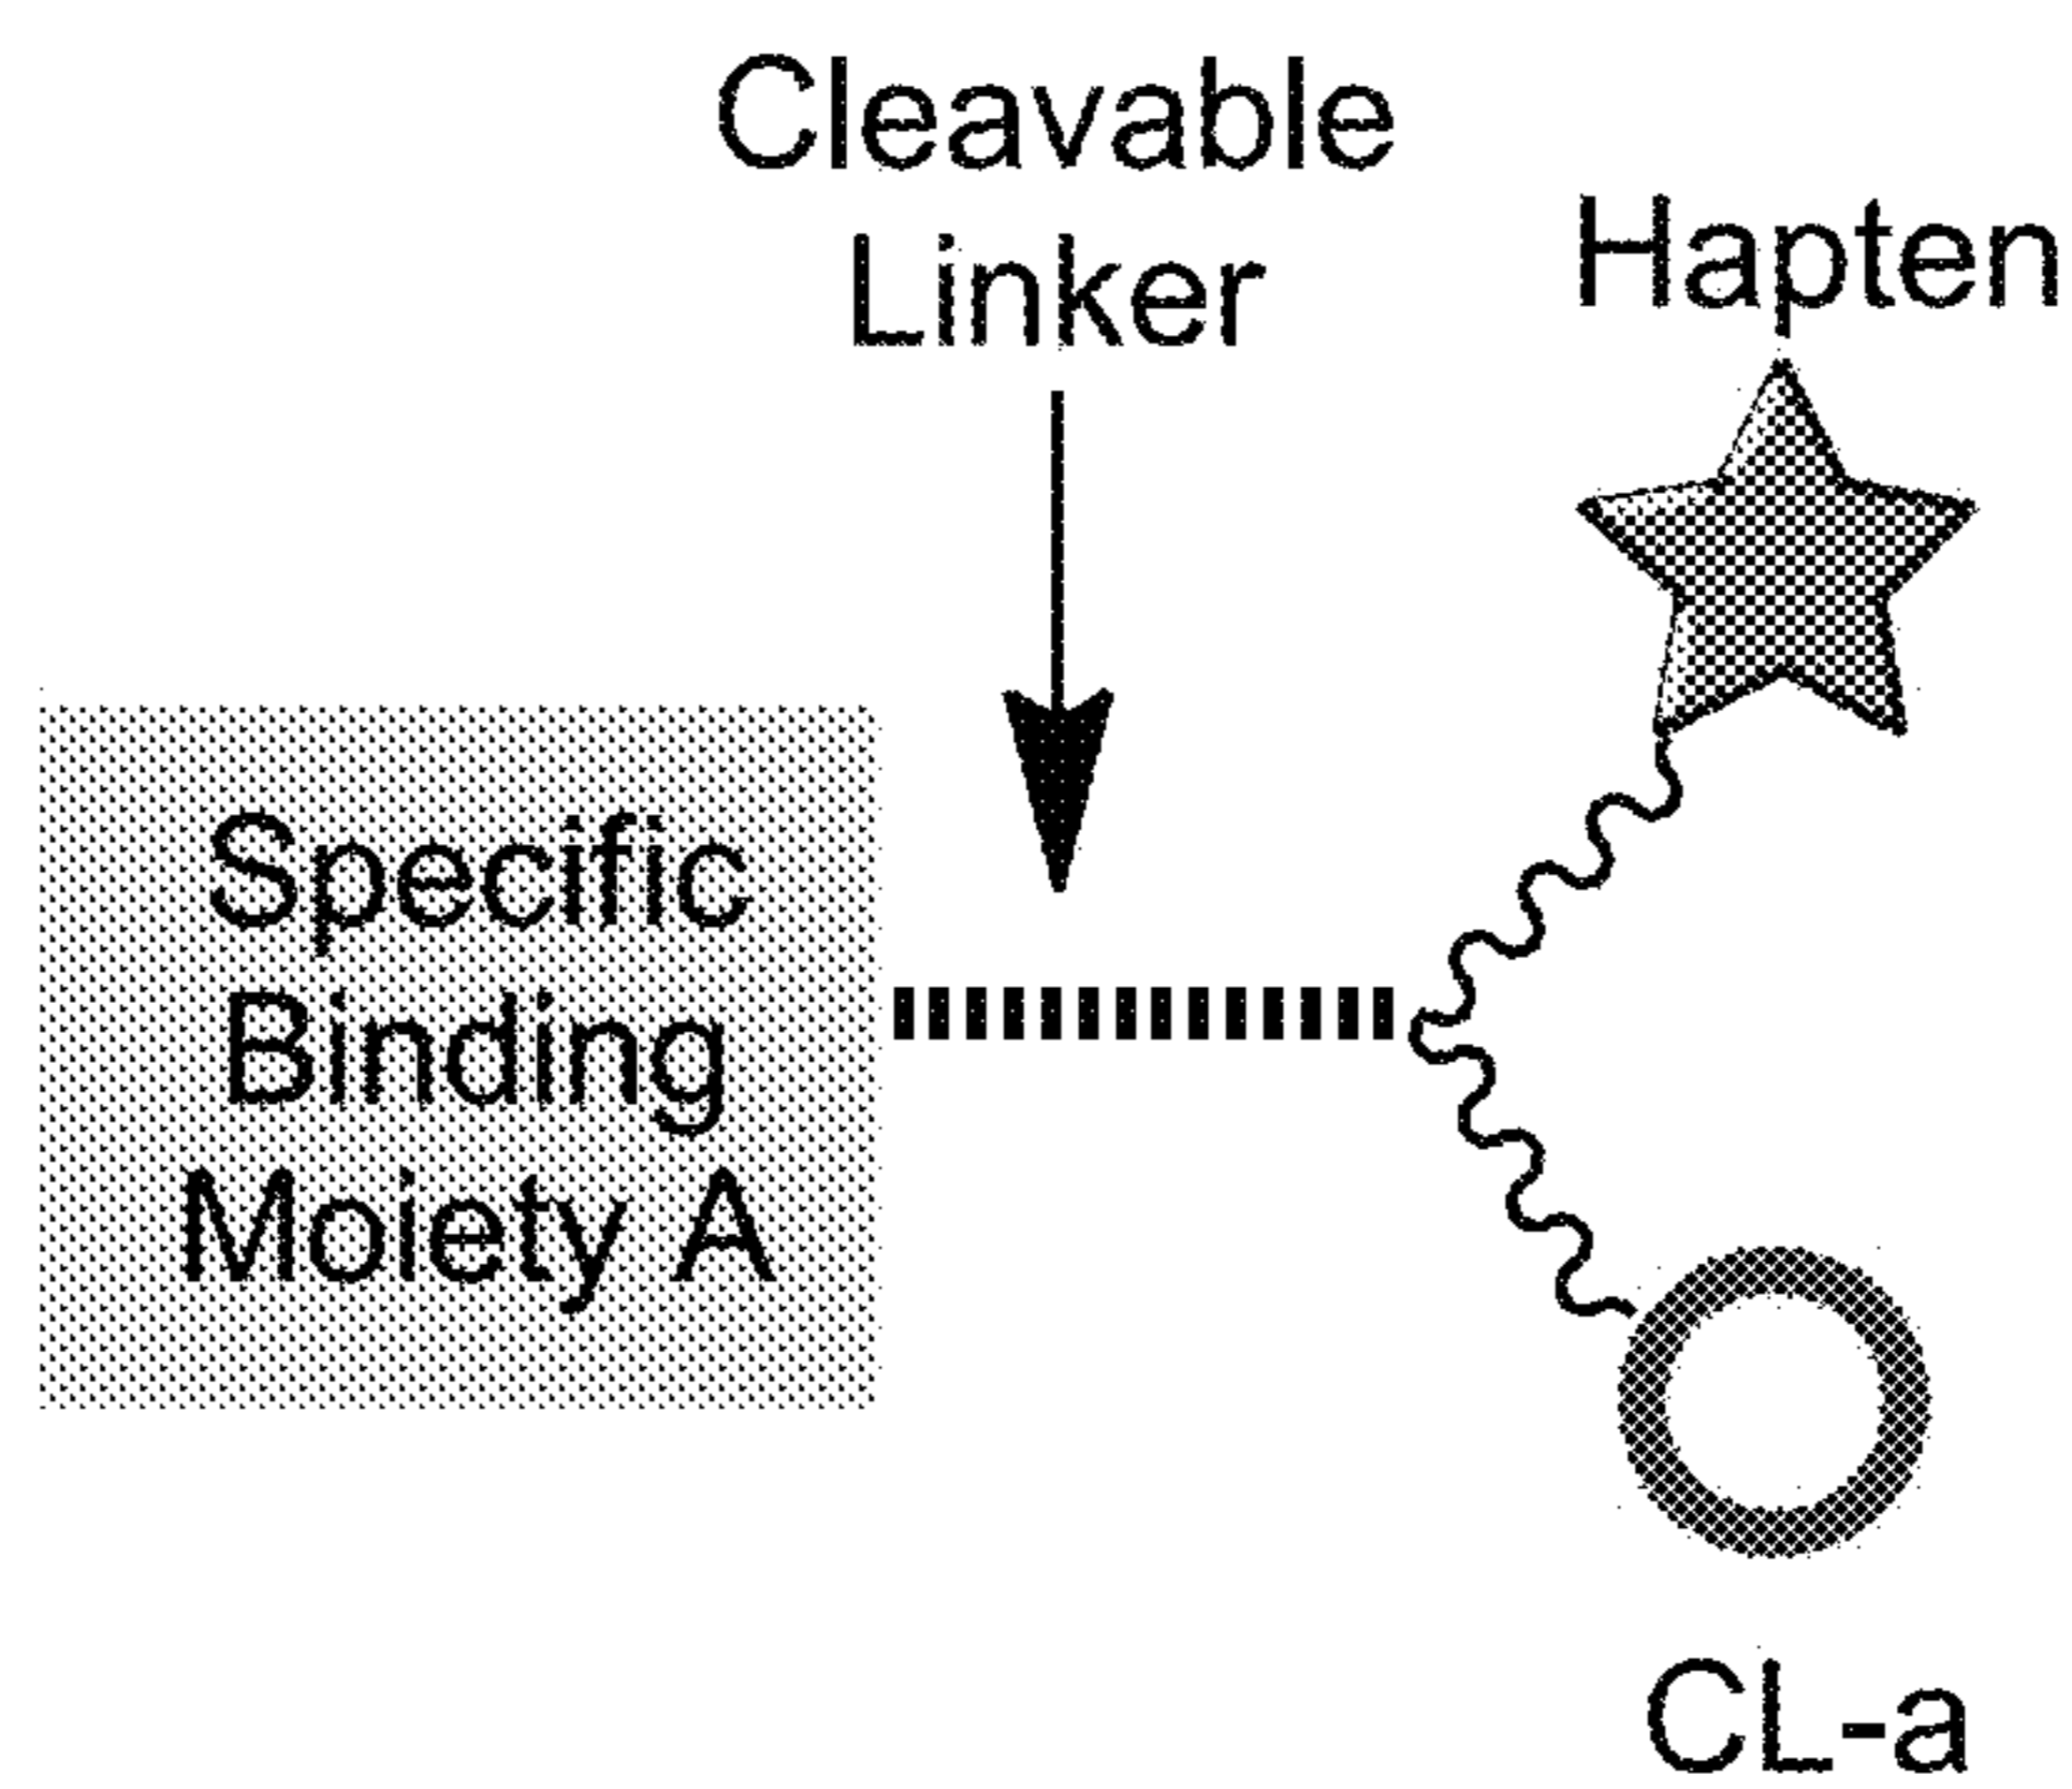 Cleavable
Linker
Hapten
Specific
Binding
Moiety A
CL-a